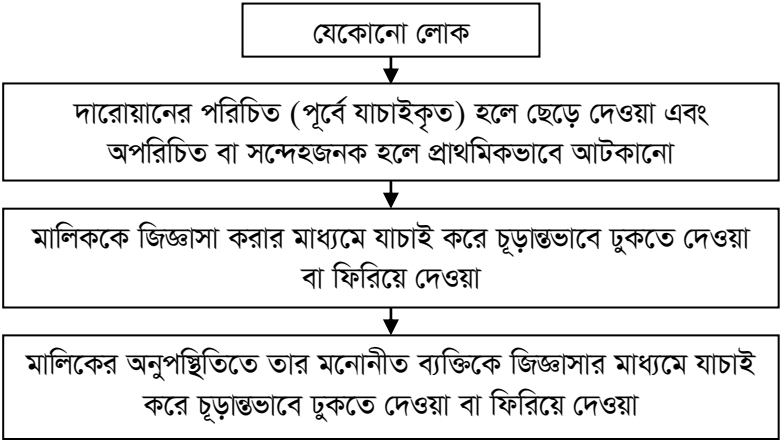 যেকোনো লোক
দারোয়ানের পরিচিত (পূর্বে যাচাইকৃত) হলে ছেড়ে দেওয়া এবং
অপরিচিত বা সন্দেহজনক হলে প্রাথমিকভাবে আটকানো
মালিককে জিজ্ঞাসা করার মাধ্যমে যাচাই করে চূড়ান্তভাবে ঢুকতে দেওয়া
বা ফিরিয়ে দেওয়া
মালিকের অনুপস্থিতিতে তার মনোনীত ব্যক্তিকে জিজ্ঞাসার মাধ্যমে যাচাই
করে চূড়ান্তভাবে ঢুকতে দেওয়া বা ফিরিয়ে দেওয়া